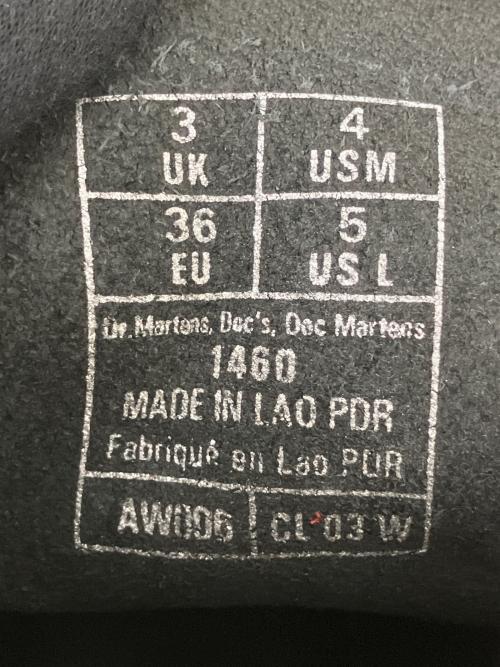 3 UK
4 USM
36 EU
5 US L
Dr. Martens, Doc's, Doc Martens
1460
MADE IN LAO PDR
Fabriqué en Lao PDR
AW006 CL 03 W